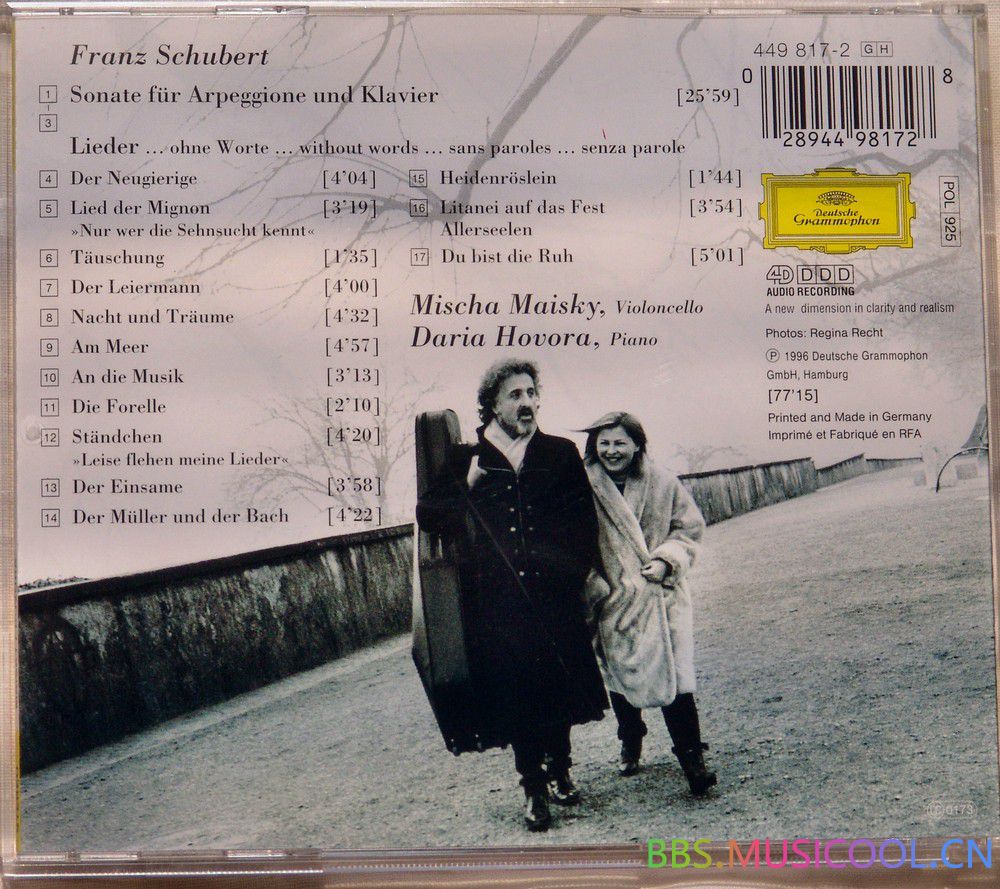 Franz Schubert
1
3
Sonate für Arpeggione und Klavier [25'59]
Lieder ... ohne Worte ... without words ... sans paroles ... senza parole
4 Der Neugierige [4'04]
5 Lied der Mignon [3'19]
»Nur wer die Sehnsucht kennt«
6 Täuschung [1'35]
7 Der Leiermann [4'00]
8 Nacht und Träume [4'32]
9 Am Meer [4'57]
10 An die Musik [3'13]
11 Die Forelle [2'10]
12 Ständchen [4'20]
»Leise flehen meine Lieder«
13 Der Einsame [3'58]
14 Der Müller und der Bach [4'22]
15 Heidenröslein [1'44]
16 Litanei auf das Fest [3'54]
Allerseelen
17 Du bist die Ruh [5'01]
Mischa Maisky, Violoncello
Daria Hovora, Piano
449 817-2 GH
0 28944 98172 8
Deutsche
Grammophon
POL 925
4D DDD
AUDIO RECORDING
A new dimension in clarity and realism
Photos: Regina Recht
℗ 1996 Deutsche Grammophon
GmbH, Hamburg
[77'15]
Printed and Made in Germany
Imprimé et Fabriqué en RFA
BBS.MUSICOOL.CN